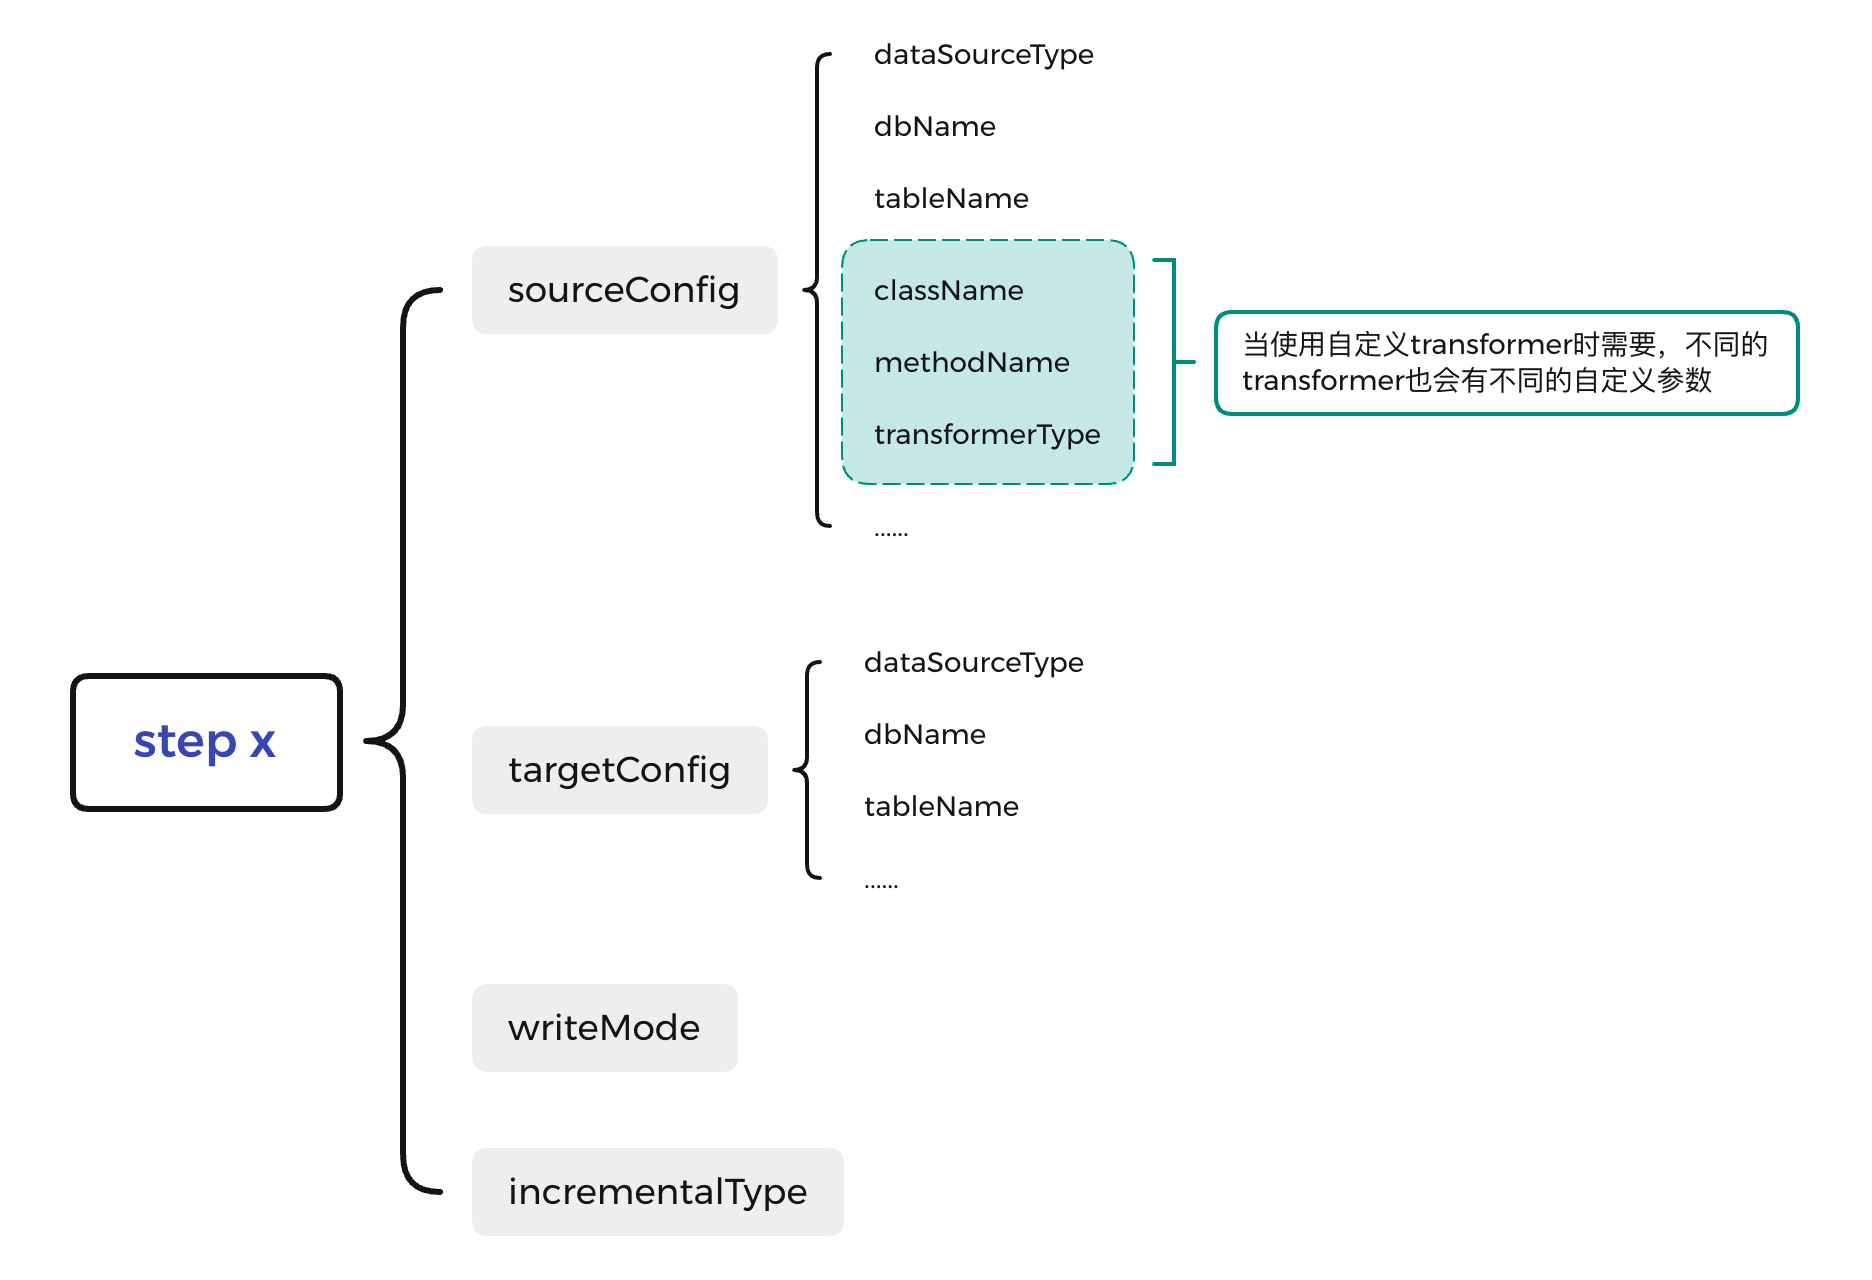 step x
sourceConfig
dataSourceType
dbName
tableName
className
methodName
transformerType
......
当使用自定义transformer时需要，不同的
transformer也会有不同的自定义参数
targetConfig
dataSourceType
dbName
tableName
......
writeMode
incrementalType